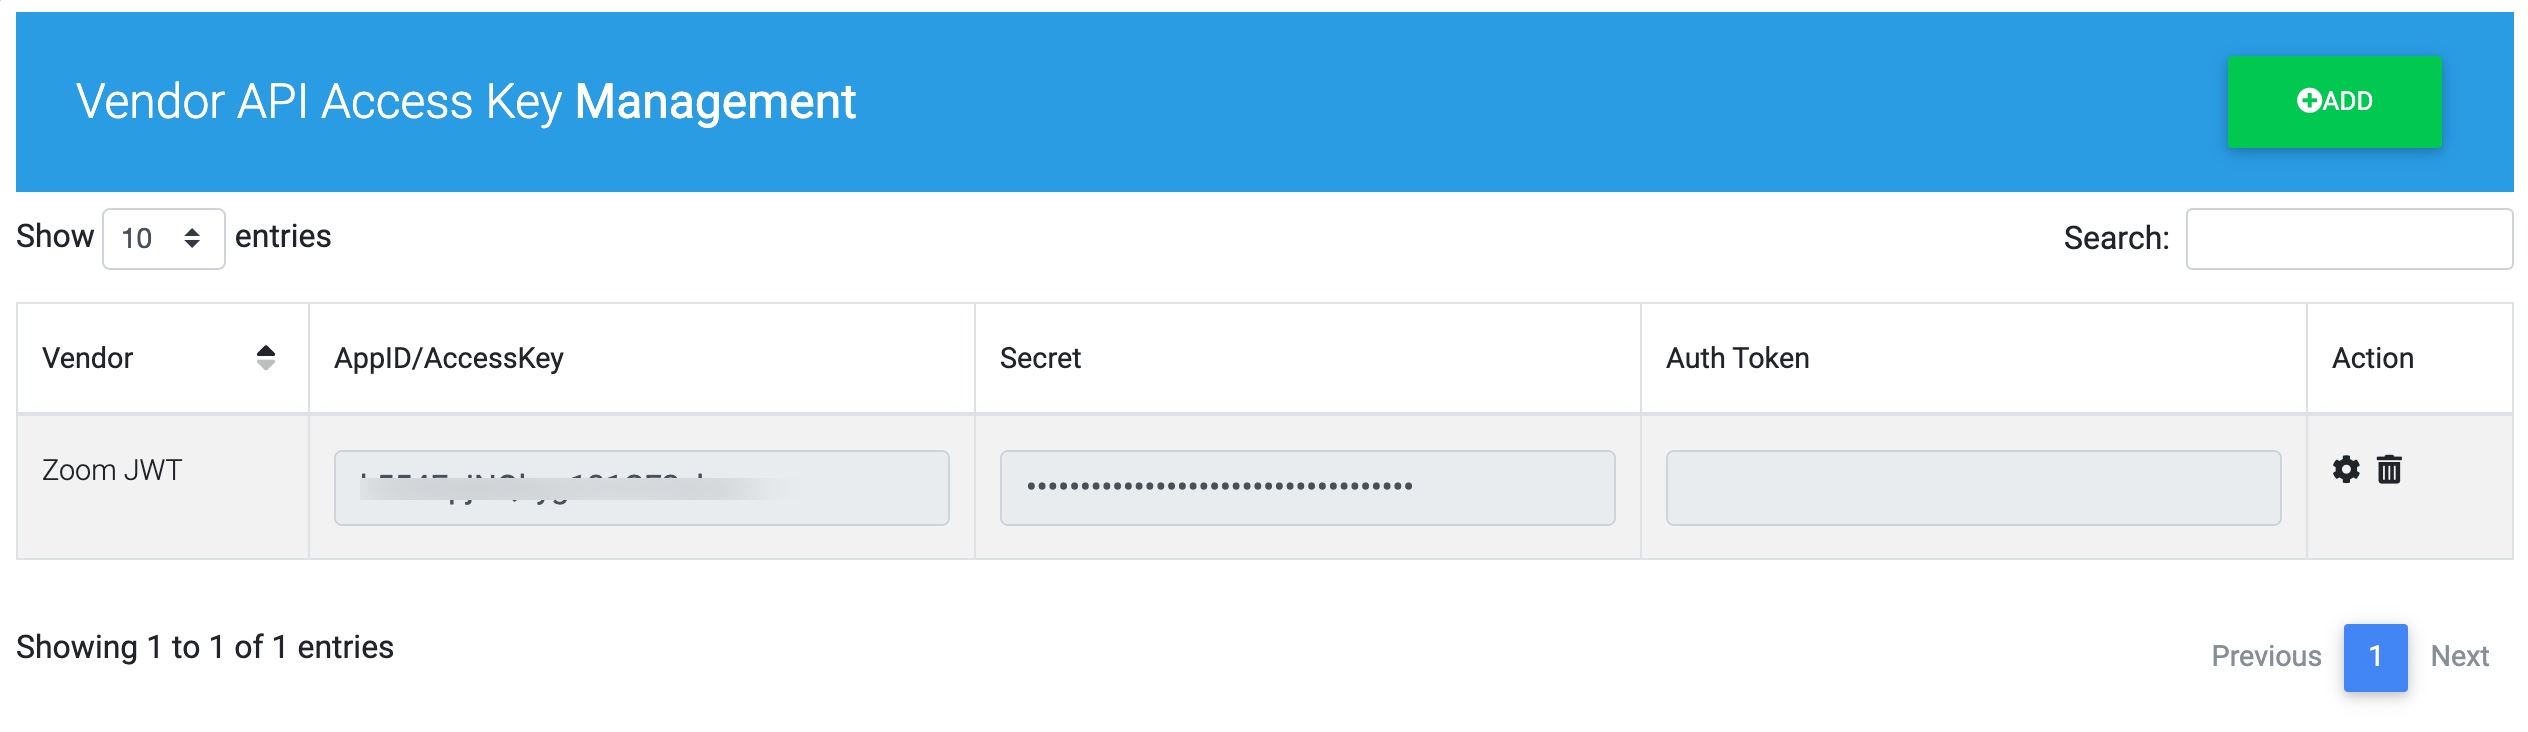 Vendor API Access Key Management
ADD
Show 10 entries
Search:
Vendor AppID/AccessKey Secret Auth Token Action
Zoom JWT
Showing 1 to 1 of 1 entries
Previous 1 Next